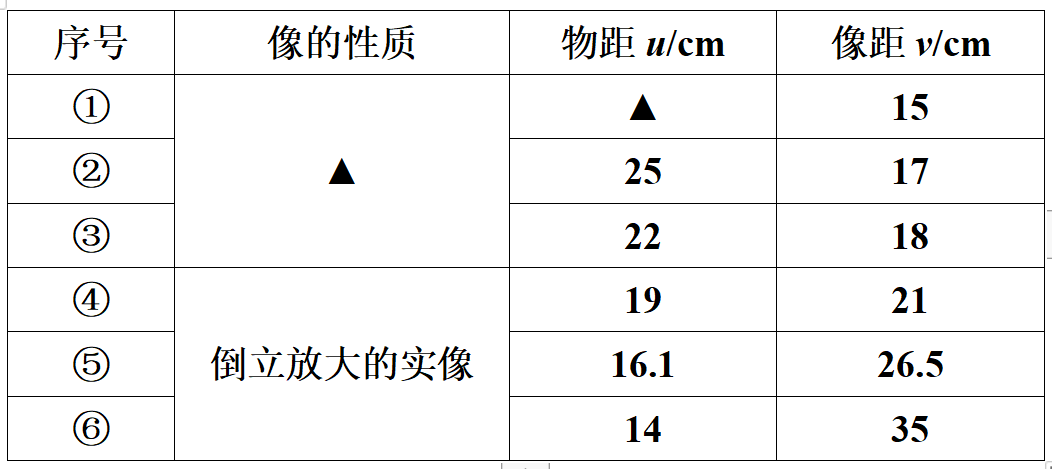 序号 像的性质 物距 u/cm 像距 v/cm
① ▲ 15
② ▲ 25 17
③ 22 18
④ 19 21
⑤ 倒立放大的实像 16.1 26.5
⑥ 14 35